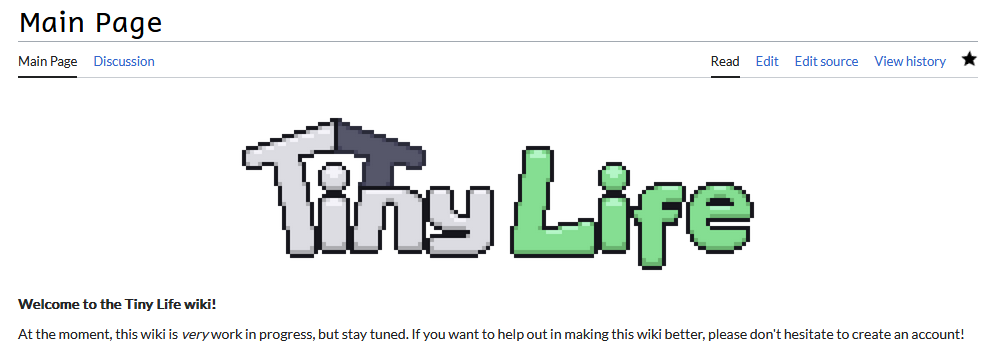 Main Page
Main Page Discussion Read Edit Edit source View history
Tiny Life
Welcome to the Tiny Life wiki!
At the moment, this wiki is very work in progress, but stay tuned. If you want to help out in making this wiki better, please don't hesitate to create an account!